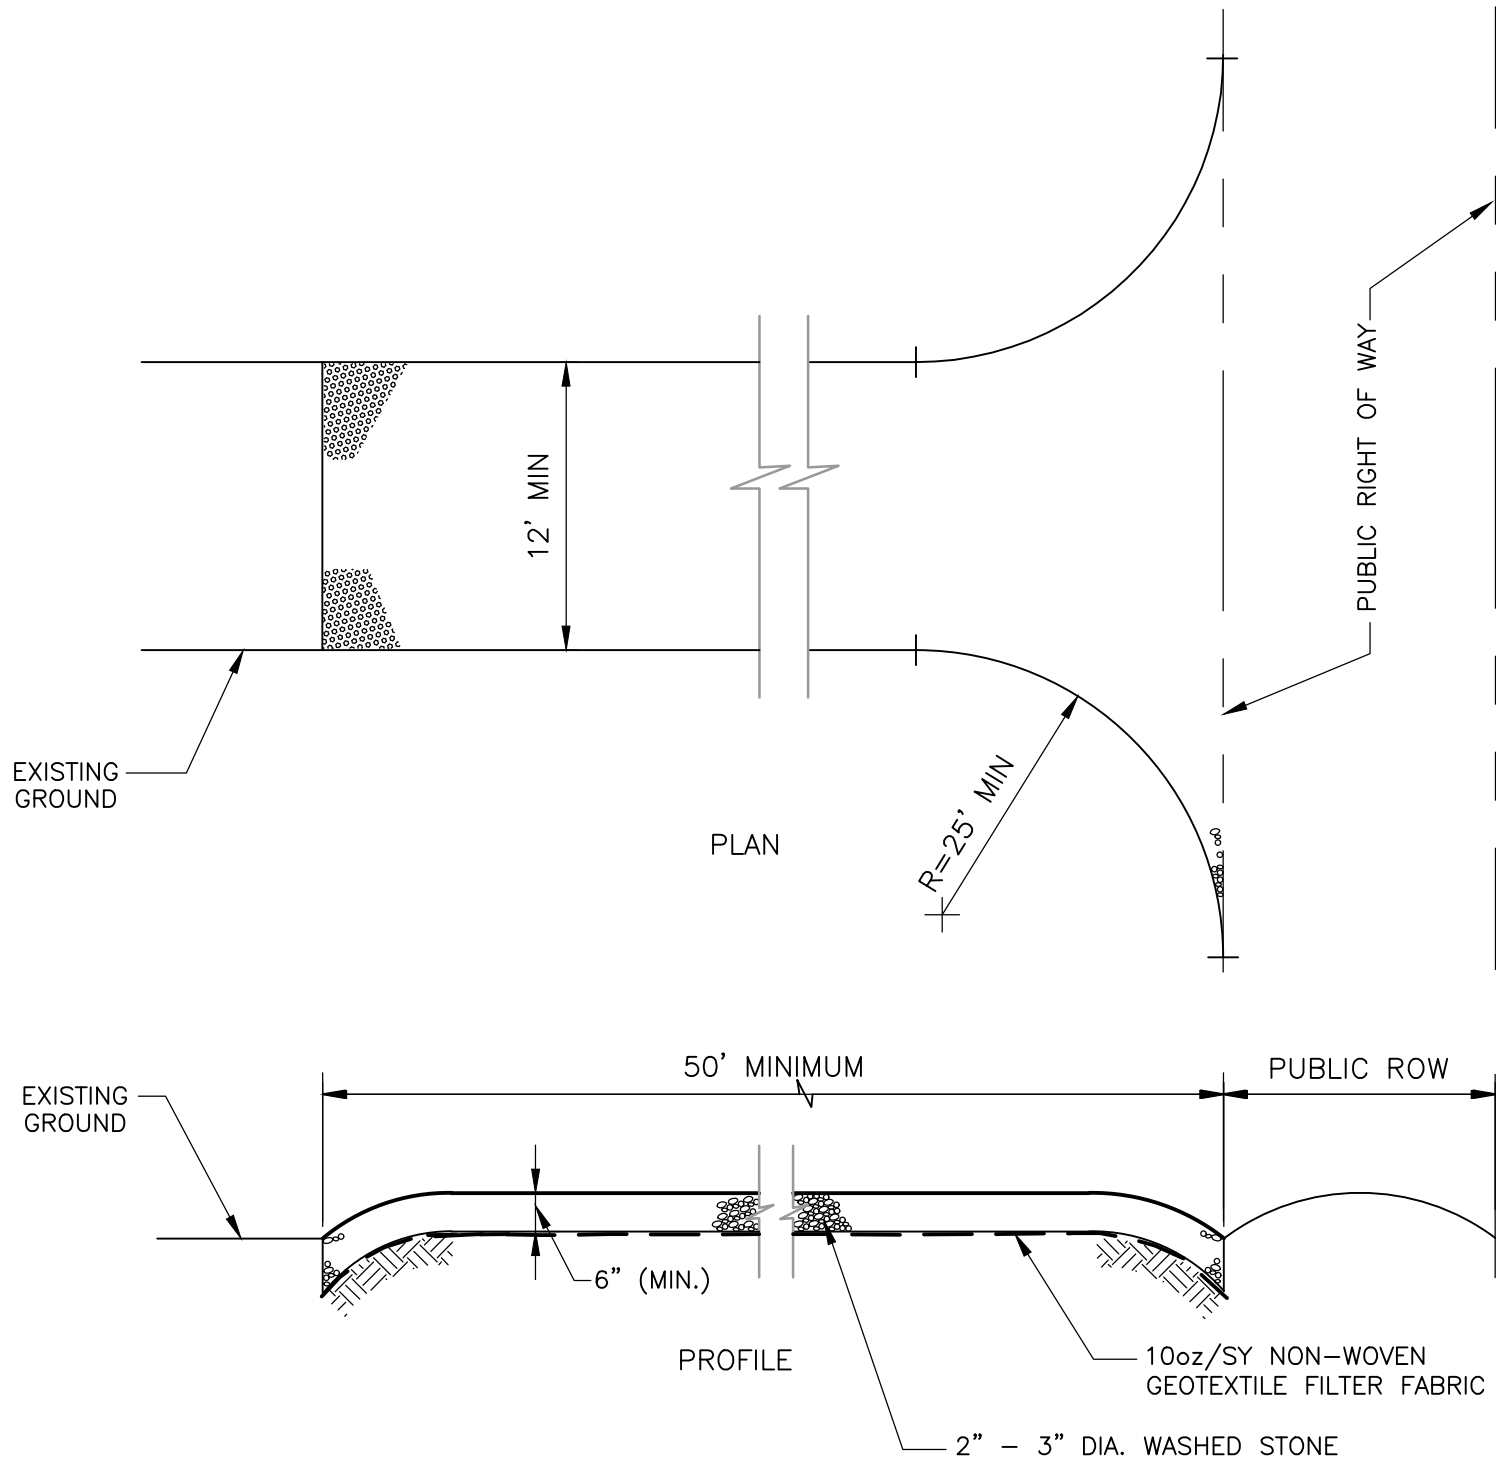 PUBLIC RIGHT OF WAY
12' MIN
EXISTING
GROUND
R=25' MIN
PLAN
50' MINIMUM
PUBLIC ROW
EXISTING
GROUND
6" (MIN.)
PROFILE
10oz/SY NON-WOVEN
GEOTEXTILE FILTER FABRIC
2" - 3" DIA. WASHED STONE